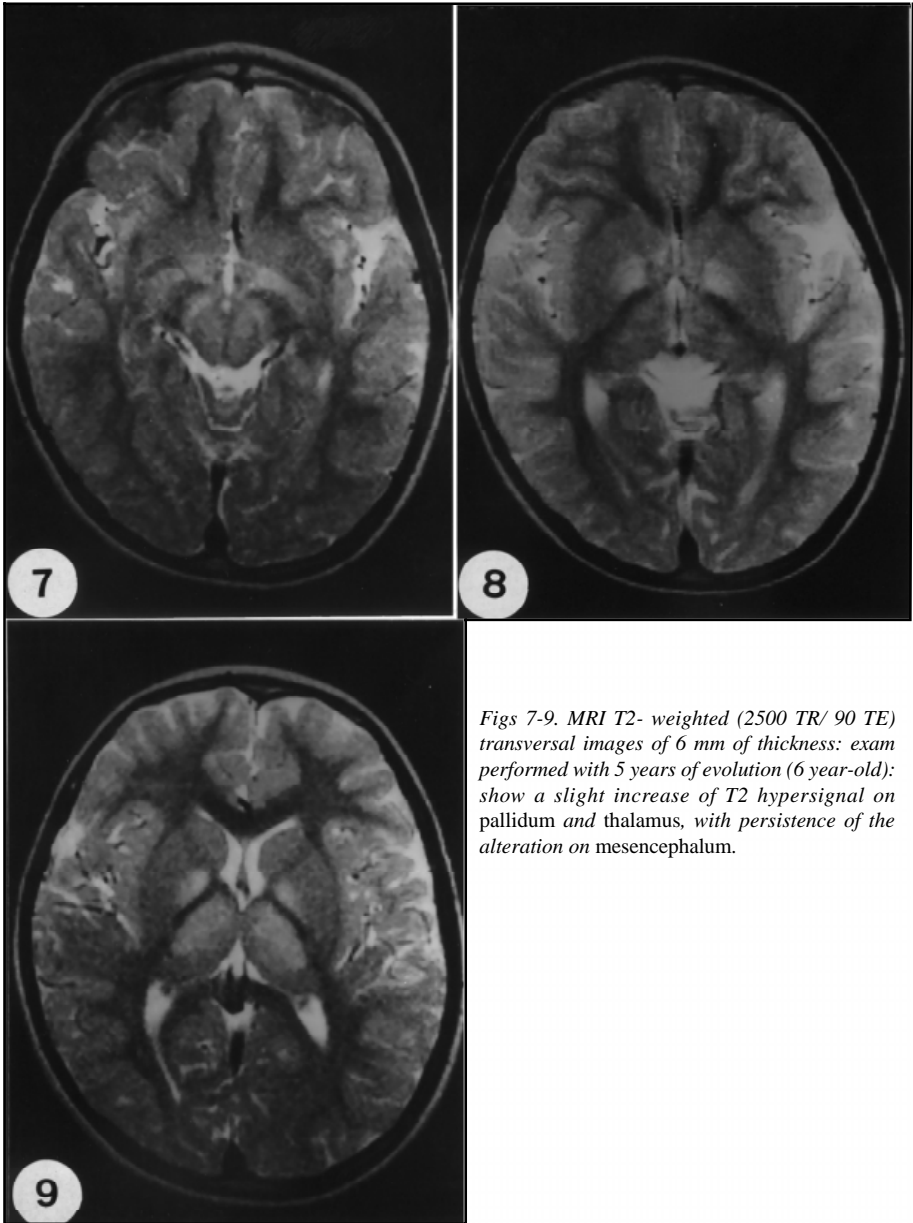 7
8
Figs 7-9. MRI T2- weighted (2500 TR/ 90 TE)
transversal images of 6 mm of thickness: exam
performed with 5 years of evolution (6 year-old):
show a slight increase of T2 hypersignal on
pallidum and thalamus, with persistence of the
alteration on mesencephalum.
9